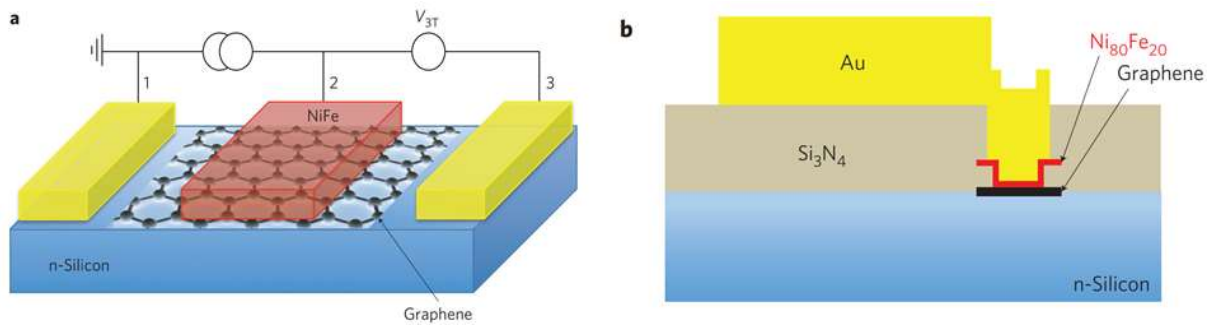 a
V3T
1
2
3
NiFe
n-Silicon
Graphene
b
Au
Ni80Fe20
Graphene
Si3N4
n-Silicon